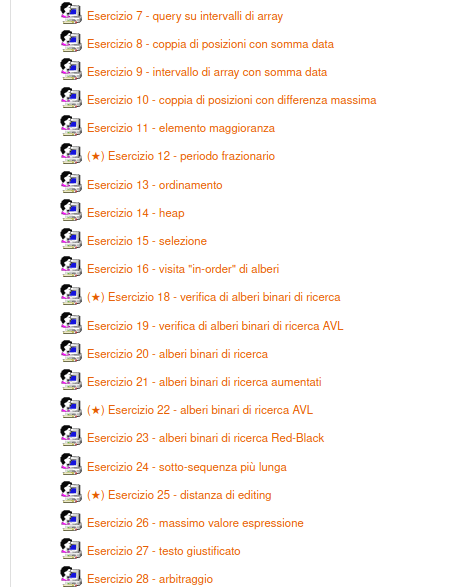 Esercizio 7 - query su intervalli di array
Esercizio 8 - coppia di posizioni con somma data
Esercizio 9 - intervallo di array con somma data
Esercizio 10 - coppia di posizioni con differenza massima
Esercizio 11 - elemento maggioranza
(★) Esercizio 12 - periodo frazionario
Esercizio 13 - ordinamento
Esercizio 14 - heap
Esercizio 15 - selezione
Esercizio 16 - visita "in-order" di alberi
(★) Esercizio 18 - verifica di alberi binari di ricerca
Esercizio 19 - verifica di alberi binari di ricerca AVL
Esercizio 20 - alberi binari di ricerca
Esercizio 21 - alberi binari di ricerca aumentati
(★) Esercizio 22 - alberi binari di ricerca AVL
Esercizio 23 - alberi binari di ricerca Red-Black
Esercizio 24 - sotto-sequenza più lunga
(★) Esercizio 25 - distanza di editing
Esercizio 26 - massimo valore espressione
Esercizio 27 - testo giustificato
Esercizio 28 - arbitraggio